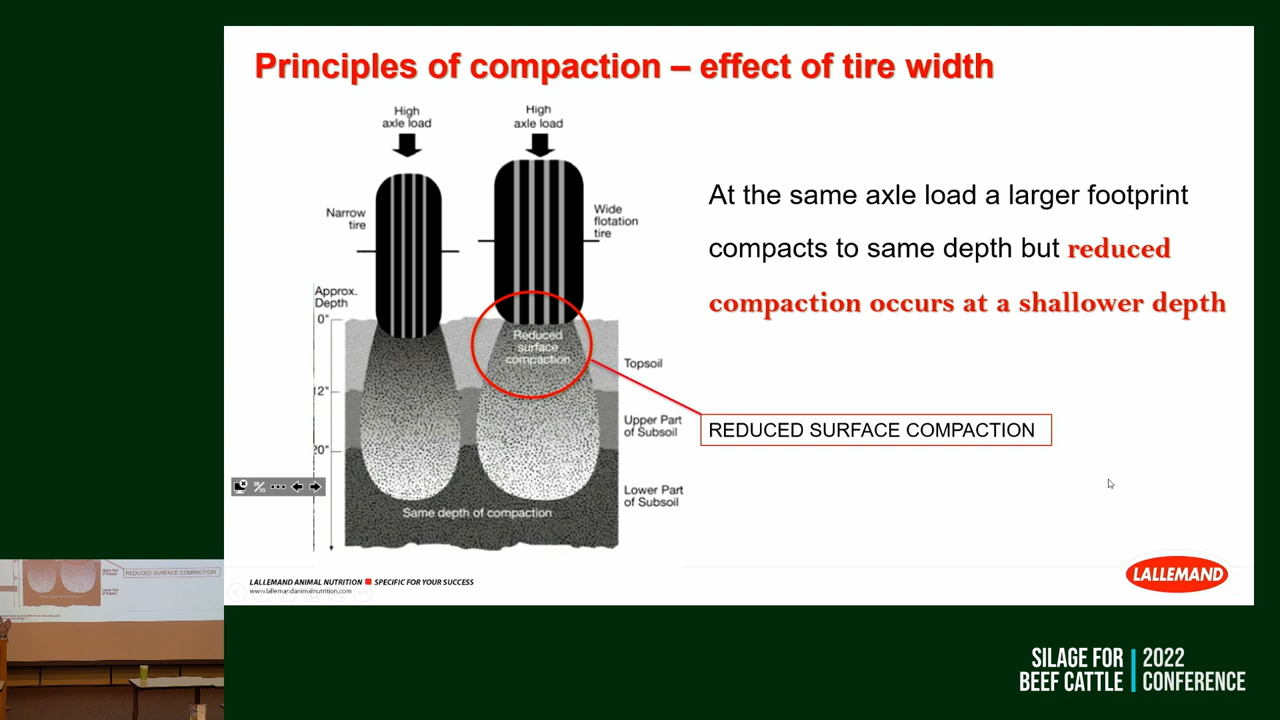 Principles of compaction – effect of tire width
High
axle load
High
axle load
Narrow
tire
Wide
flotation
tire
Approx.
Depth
0"
Reduced
surface
compaction
Topsoil
12"
Upper Part
of Subsoil
20"
Lower Part
of Subsoil
Same depth of compaction
At the same axle load a larger footprint
compacts to same depth but reduced
compaction occurs at a shallower depth
REDUCED SURFACE COMPACTION
LALLEMAND ANIMAL NUTRITION SPECIFIC FOR YOUR SUCCESS
www.lallemandanimalnutrition.com
LALLEMAND
REDUCED SURFACE COMPACTION
SILAGE FOR
BEEF CATTLE
2022
CONFERENCE